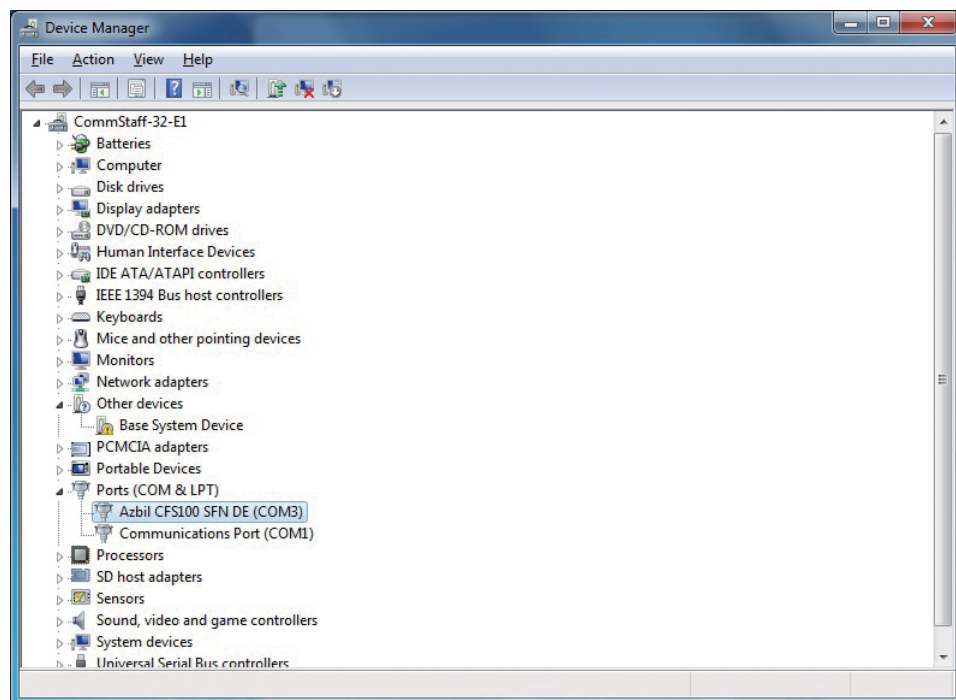 Device Manager
File Action View Help
CommStaff-32-E1
Batteries
Computer
Disk drives
Display adapters
DVD/CD-ROM drives
Human Interface Devices
IDE ATA/ATAPI controllers
IEEE 1394 Bus host controllers
Keyboards
Mice and other pointing devices
Monitors
Network adapters
Other devices
Base System Device
PCMCIA adapters
Portable Devices
Ports (COM & LPT)
Azbil CFS100 SFN DE (COM3)
Communications Port (COM1)
Processors
SD host adapters
Sensors
Sound, video and game controllers
System devices
Universal Serial Bus controllers